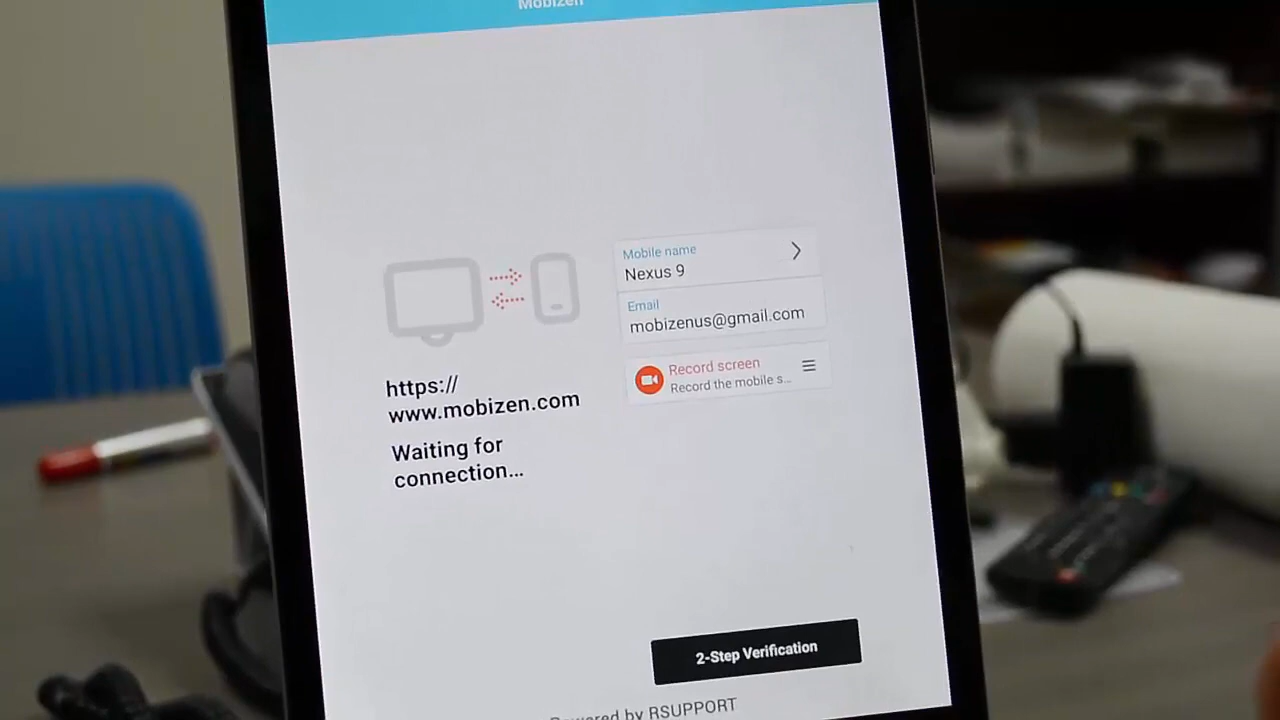 Mobizen
https://
www.mobizen.com
Waiting for
connection...
Mobile name
Nexus 9
Email
mobizenus@gmail.com
Record screen
Record the mobile s...
2-Step Verification
Powered by RSUPPORT